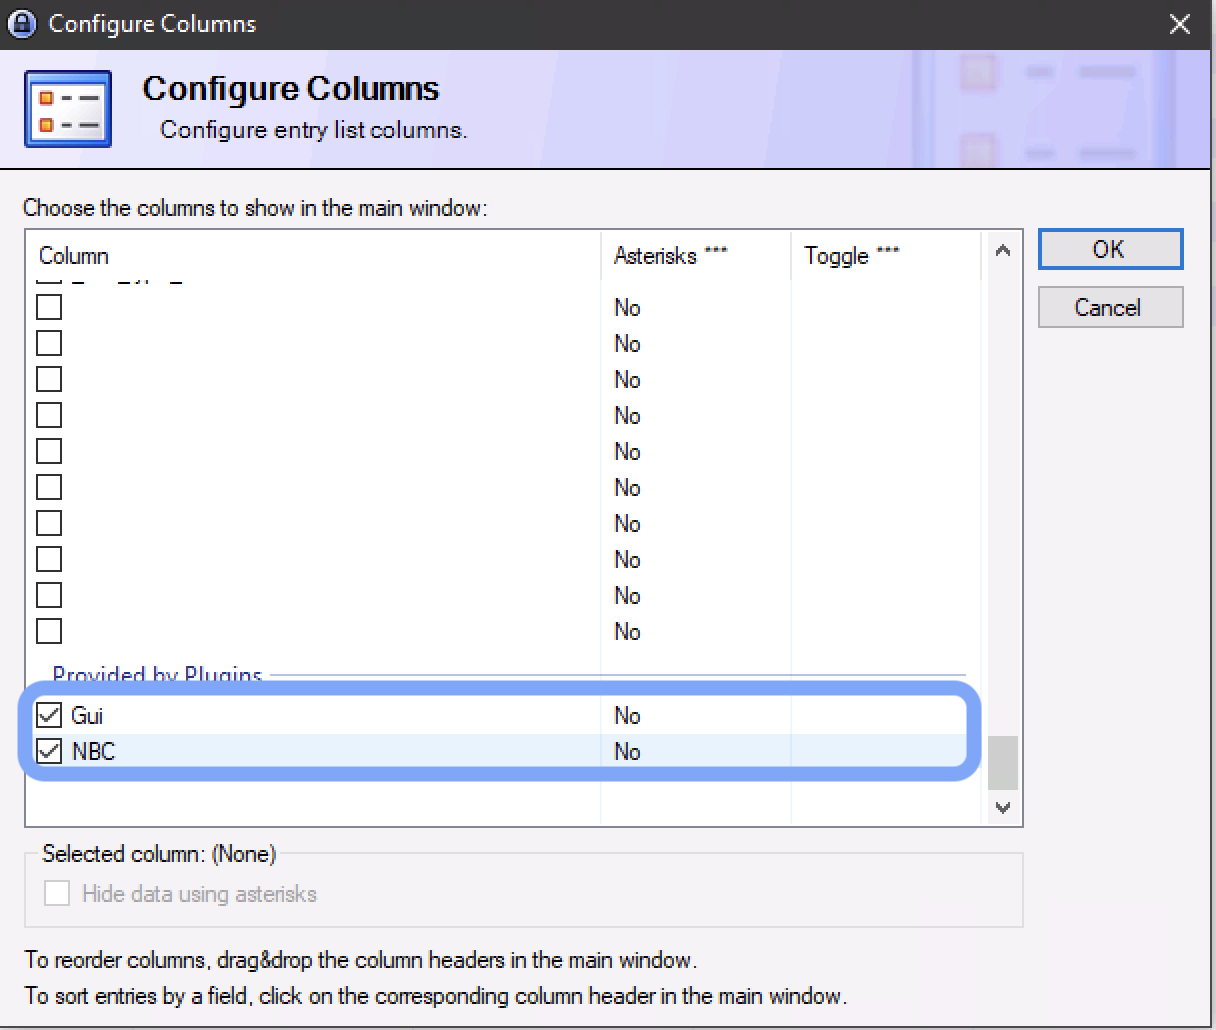 Configure Columns
Configure Columns
Configure entry list columns.
Choose the columns to show in the main window:
Column Asterisks *** Toggle ***
No
No
No
No
No
No
No
No
No
No
Provided by Plugins
Gui No
NBC No
Selected column: (None)
Hide data using asterisks
To reorder columns, drag&drop the column headers in the main window.
To sort entries by a field, click on the corresponding column header in the main window.
OK
Cancel